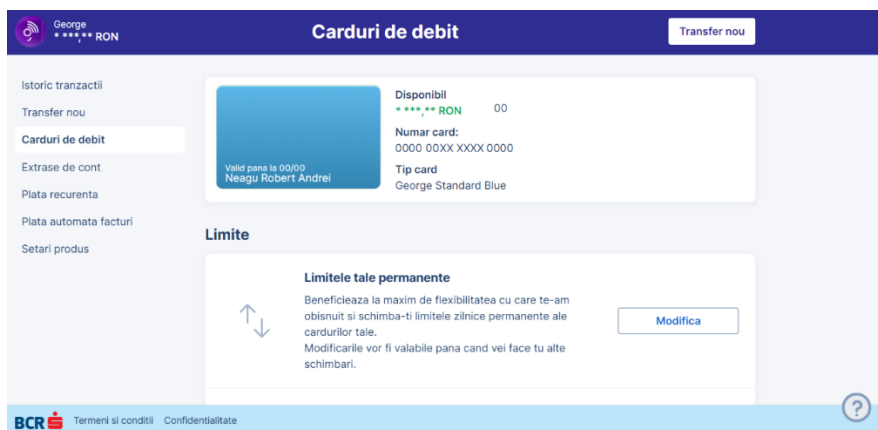 George
* ***,** RON
Carduri de debit
Transfer nou
Istoric tranzactii
Transfer nou
Carduri de debit
Extrase de cont
Plata recurenta
Plata automata facturi
Setari produs
Valid pana la 00/00
Neagu Robert Andrei
Disponibil
* ***,** RON 00
Numar card:
0000 00XX XXXX 0000
Tip card
George Standard Blue
Limite
Limitele tale permanente
Beneficieaza la maxim de flexibilitatea cu care te-am
obisnuit si schimba-ti limitele zilnice permanente ale
cardurilor tale.
Modificarile vor fi valabile pana cand vei face tu alte
schimbari.
Modifica
BCR Termeni si conditii Confidentialitate
?